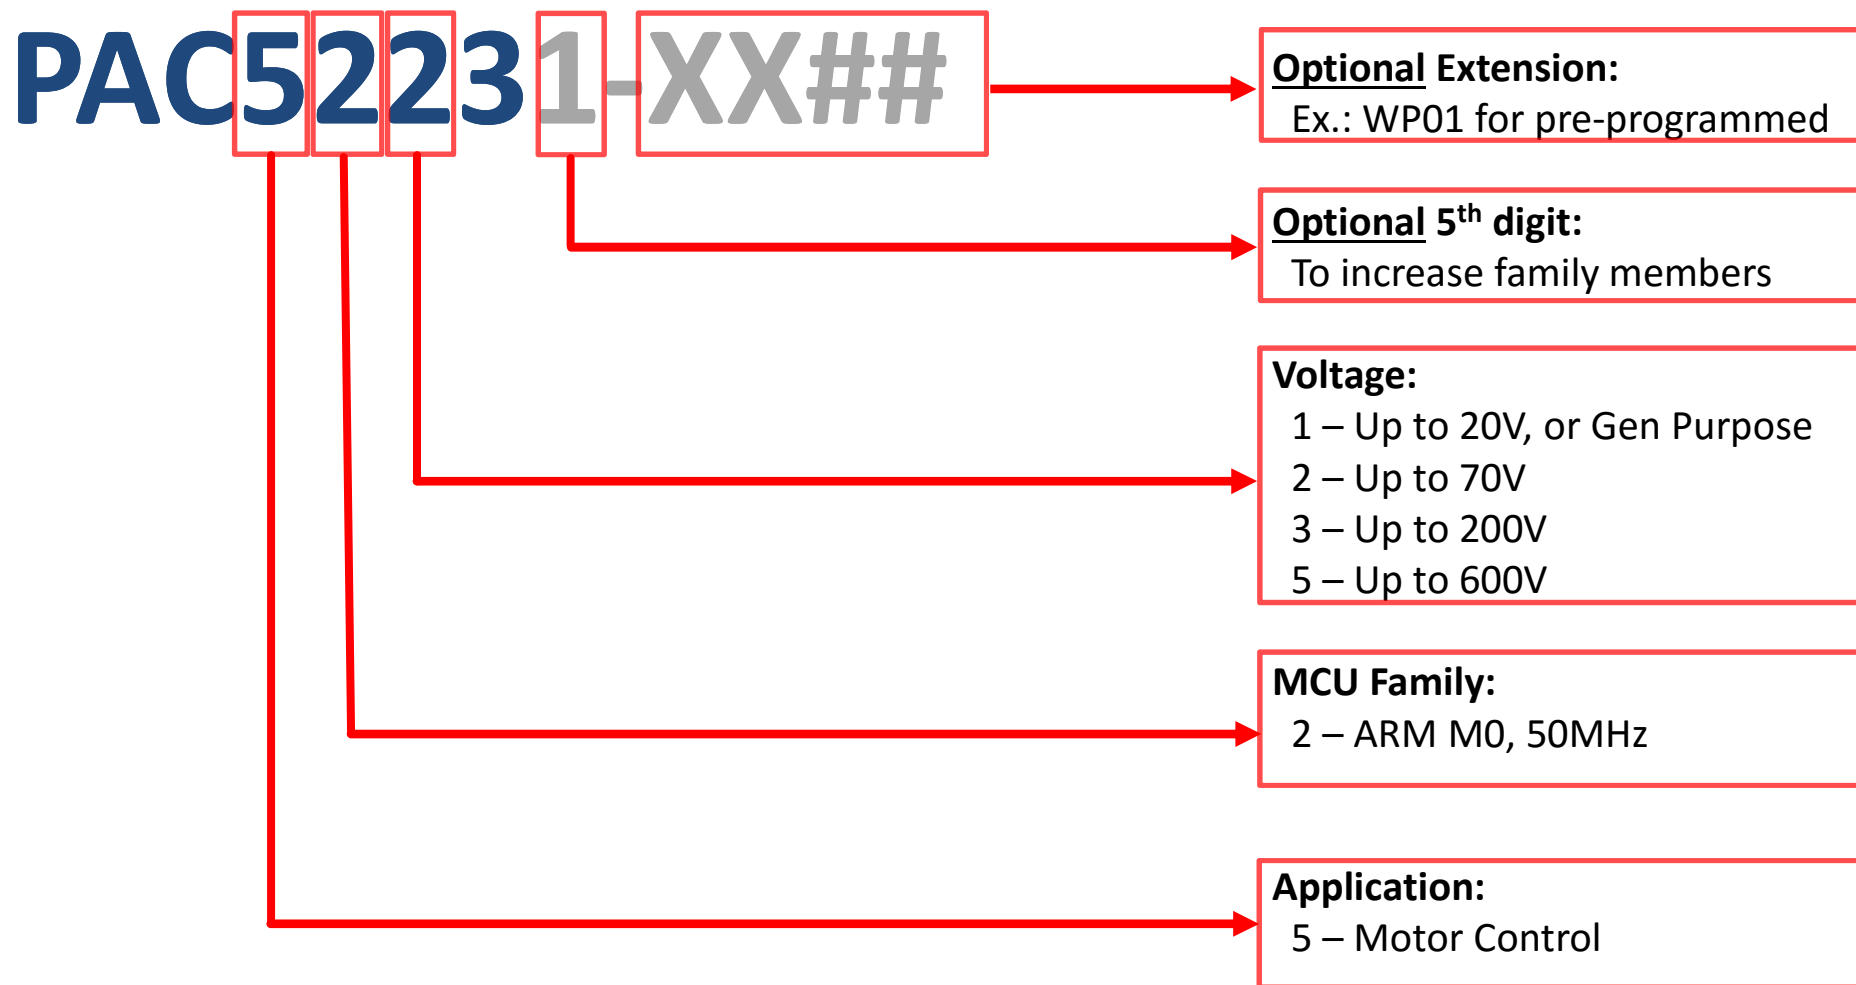 PAC52231-XX##
Optional Extension:
Ex.: WP01 for pre-programmed
Optional 5th digit:
To increase family members
Voltage:
1 – Up to 20V, or Gen Purpose
2 – Up to 70V
3 – Up to 200V
5 – Up to 600V
MCU Family:
2 – ARM M0, 50MHz
Application:
5 – Motor Control